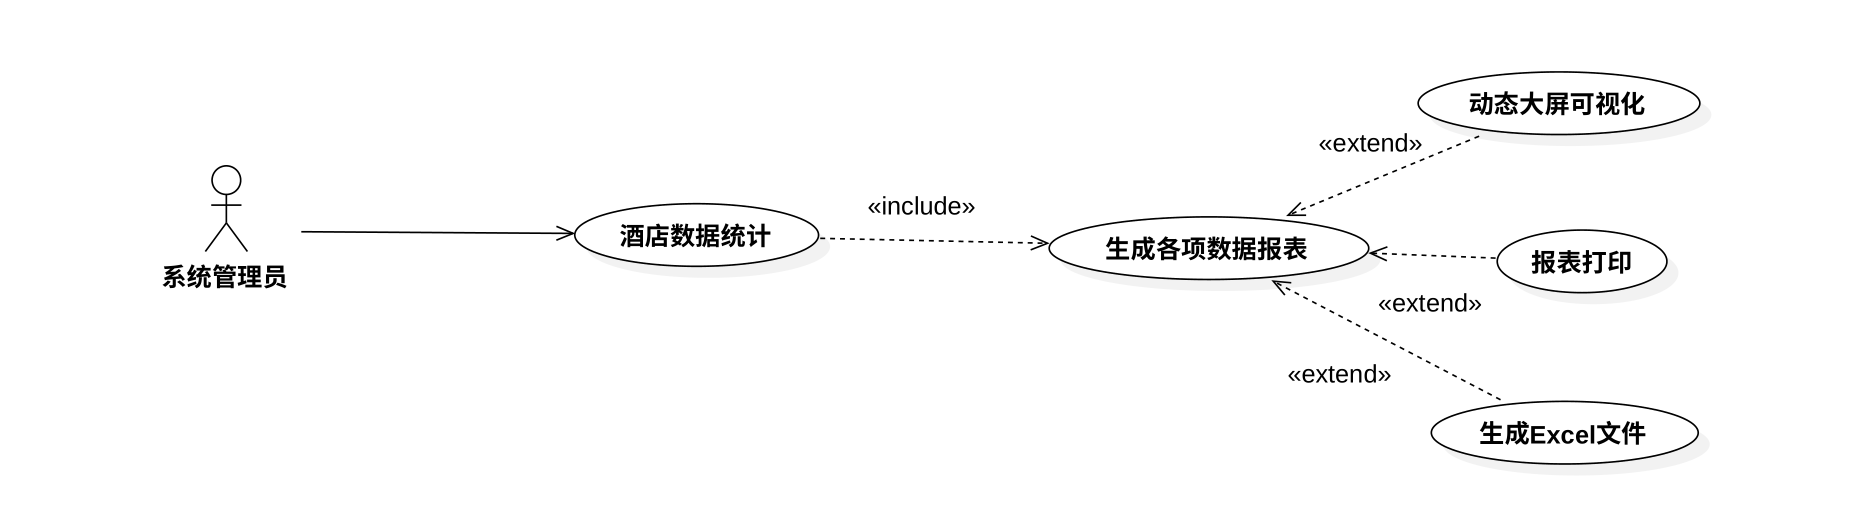 动态大屏可视化
«extend»
«include»
酒店数据统计
生成各项数据报表
报表打印
系统管理员
«extend»
«extend»
生成Excel文件